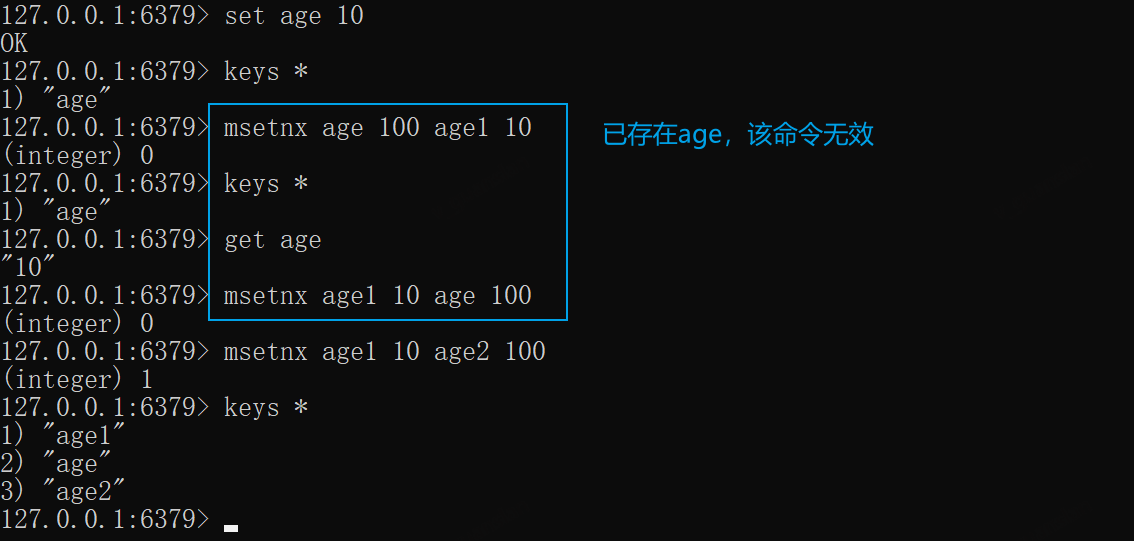 127.0.0.1:6379> set age 10
OK
127.0.0.1:6379> keys *
1) "age"
127.0.0.1:6379> msetnx age 100 age1 10
已存在age，该命令无效
(integer) 0
127.0.0.1:6379> keys *
1) "age"
127.0.0.1:6379> get age
"10"
127.0.0.1:6379> msetnx age1 10 age 100
(integer) 0
127.0.0.1:6379> msetnx age1 10 age2 100
(integer) 1
127.0.0.1:6379> keys *
1) "age1"
2) "age"
3) "age2"
127.0.0.1:6379>